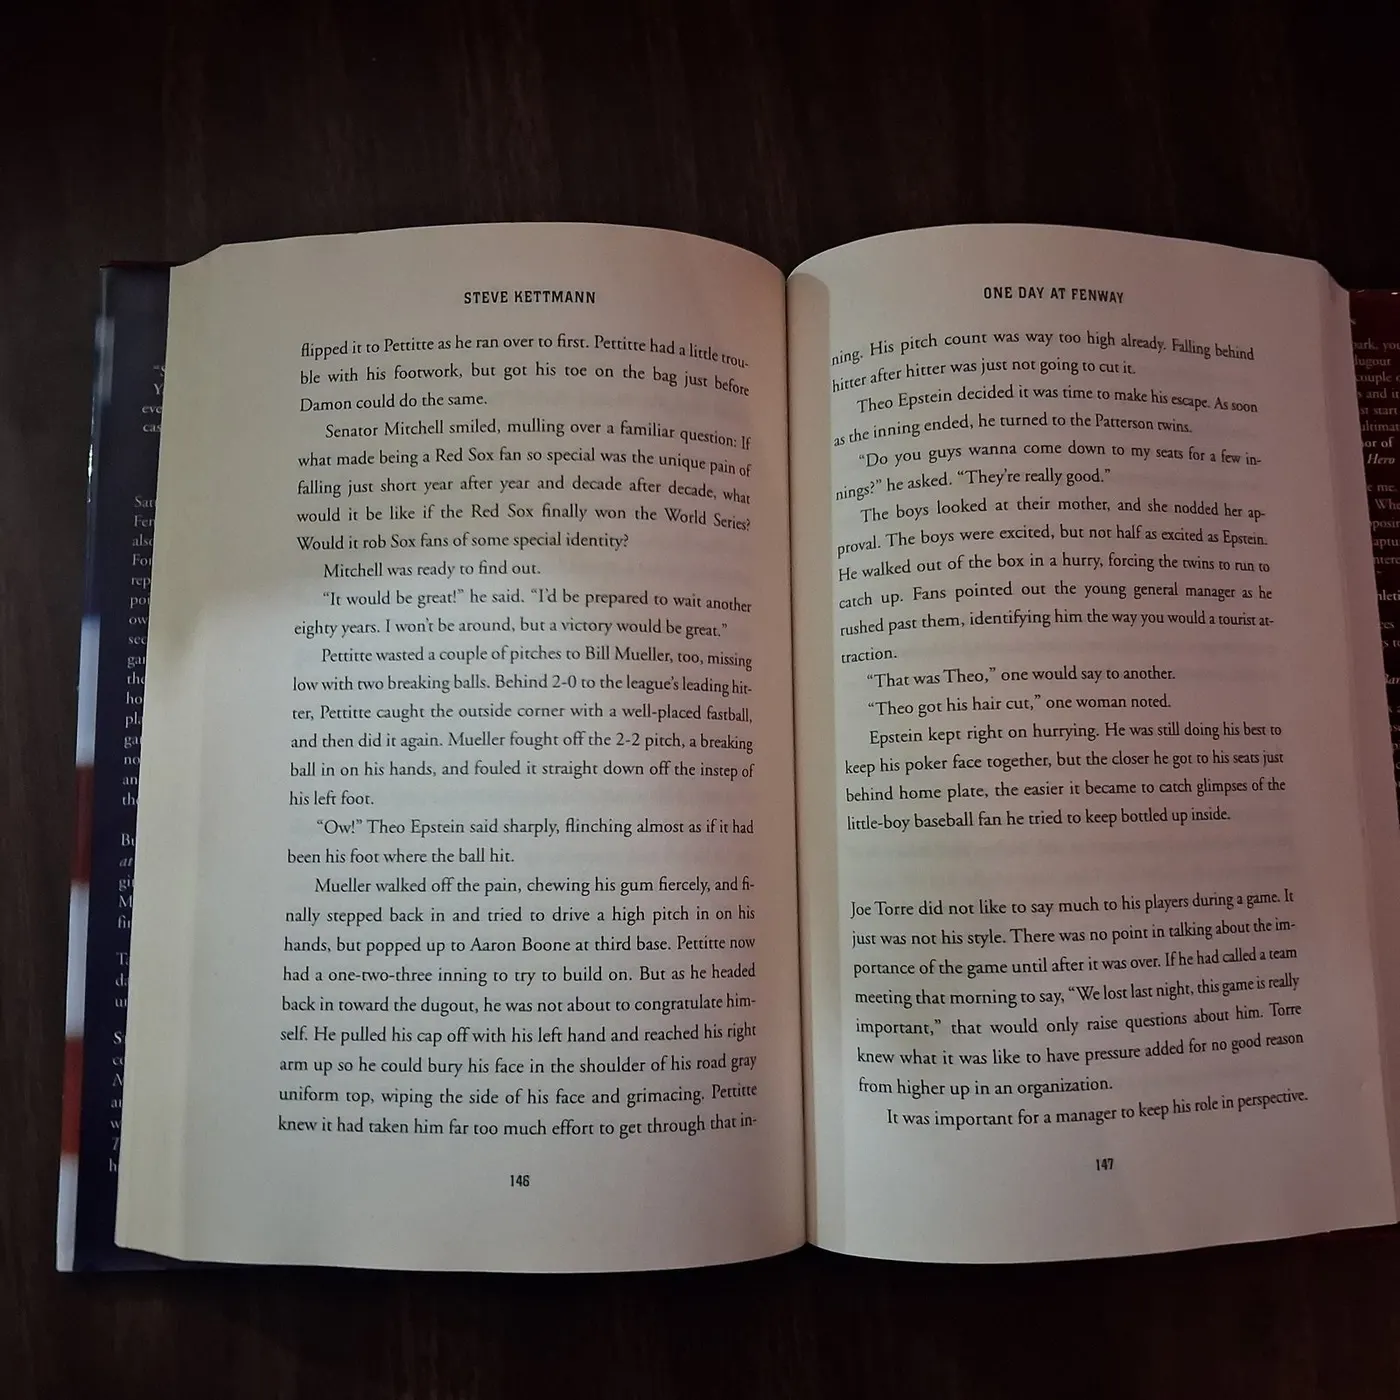 STEVE KETTMANN
flipped it to Pettitte as he ran over to first. Pettitte had a little trou-
ble with his footwork, but got his toe on the bag just before
Damon could do the same.
Senator Mitchell smiled, mulling over a familiar question: If
what made being a Red Sox fan so special was the unique pain of
falling just short year after year and decade after decade, what
would it be like if the Red Sox finally won the World Series?
Would it rob Sox fans of some special identity?
Mitchell was ready to find out.
“It would be great!” he said. “I’d be prepared to wait another
eighty years. I won’t be around, but a victory would be great.”
Pettitte wasted a couple of pitches to Bill Mueller, too, missing
low with two breaking balls. Behind 2-0 to the league’s leading hit-
ter, Pettitte caught the outside corner with a well-placed fastball,
and then did it again. Mueller fought off the 2-2 pitch, a breaking
ball in on his hands, and fouled it straight down off the instep of
his left foot.
“Ow!” Theo Epstein said sharply, flinching almost as if it had
been his foot where the ball hit.
Mueller walked off the pain, chewing his gum fiercely, and fi-
nally stepped back in and tried to drive a high pitch in on his
hands, but popped up to Aaron Boone at third base. Pettitte now
had a one-two-three inning to try to build on. But as he headed
back in toward the dugout, he was not about to congratulate him-
self. He pulled his cap off with his left hand and reached his right
arm up so he could bury his face in the shoulder of his road gray
uniform top, wiping the side of his face and grimacing. Pettitte
knew it had taken him far too much effort to get through that in-
146
ONE DAY AT FENWAY
ning. His pitch count was way too high already. Falling behind
hitter after hitter was just not going to cut it.
Theo Epstein decided it was time to make his escape. As soon
as the inning ended, he turned to the Patterson twins.
“Do you guys wanna come down to my seats for a few in-
nings?” he asked. “They’re really good.”
The boys looked at their mother, and she nodded her ap-
proval. The boys were excited, but not half as excited as Epstein.
He walked out of the box in a hurry, forcing the twins to run to
catch up. Fans pointed out the young general manager as he
rushed past them, identifying him the way you would a tourist at-
traction.
“That was Theo,” one would say to another.
“Theo got his hair cut,” one woman noted.
Epstein kept right on hurrying. He was still doing his best to
keep his poker face together, but the closer he got to his seats just
behind home plate, the easier it became to catch glimpses of the
little-boy baseball fan he tried to keep bottled up inside.
Joe Torre did not like to say much to his players during a game. It
just was not his style. There was no point in talking about the im-
portance of the game until after it was over. If he had called a team
meeting that morning to say, “We lost last night, this game is really
important,” that would only raise questions about him. Torre
knew what it was like to have pressure added for no good reason
from higher up in an organization.
It was important for a manager to keep his role in perspective.
147